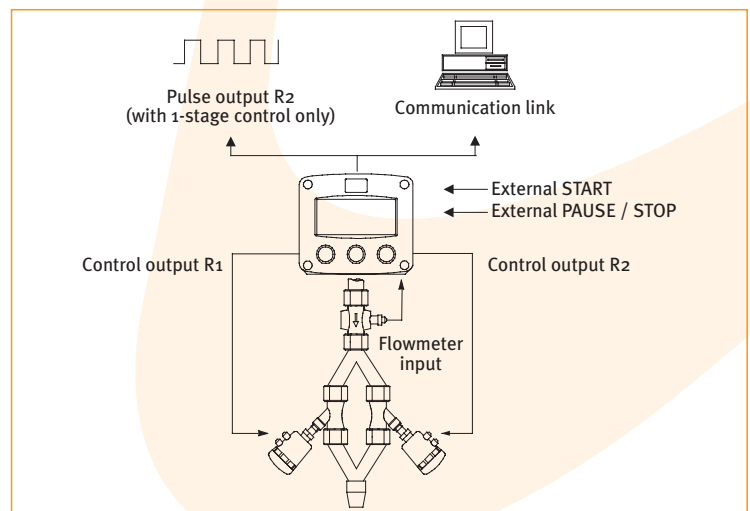 Pulse output R2
(with 1-stage control only)
Communication link
External START
External PAUSE / STOP
Control output R1
Control output R2
Flowmeter
input